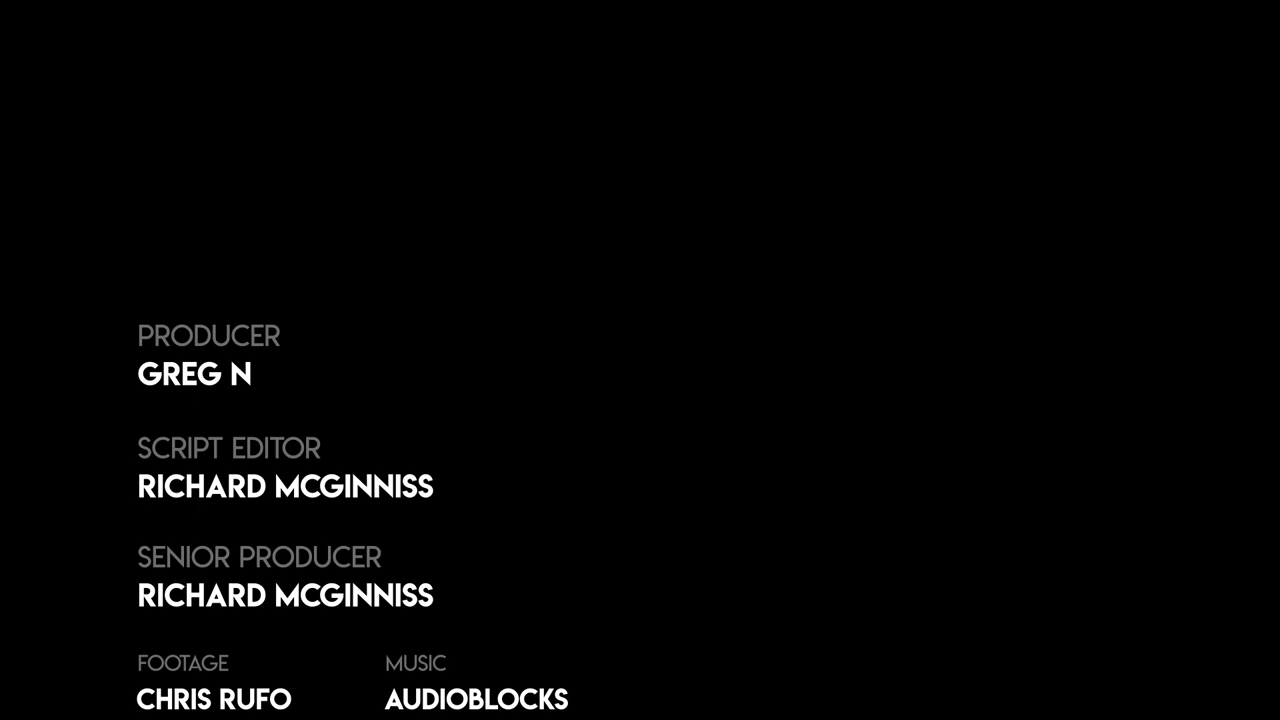 PRODUCER
GREG N
SCRIPT EDITOR
RICHARD MCGINNISS
SENIOR PRODUCER
RICHARD MCGINNISS
FOOTAGE MUSIC
CHRIS RUFO AUDIOBLOCKS